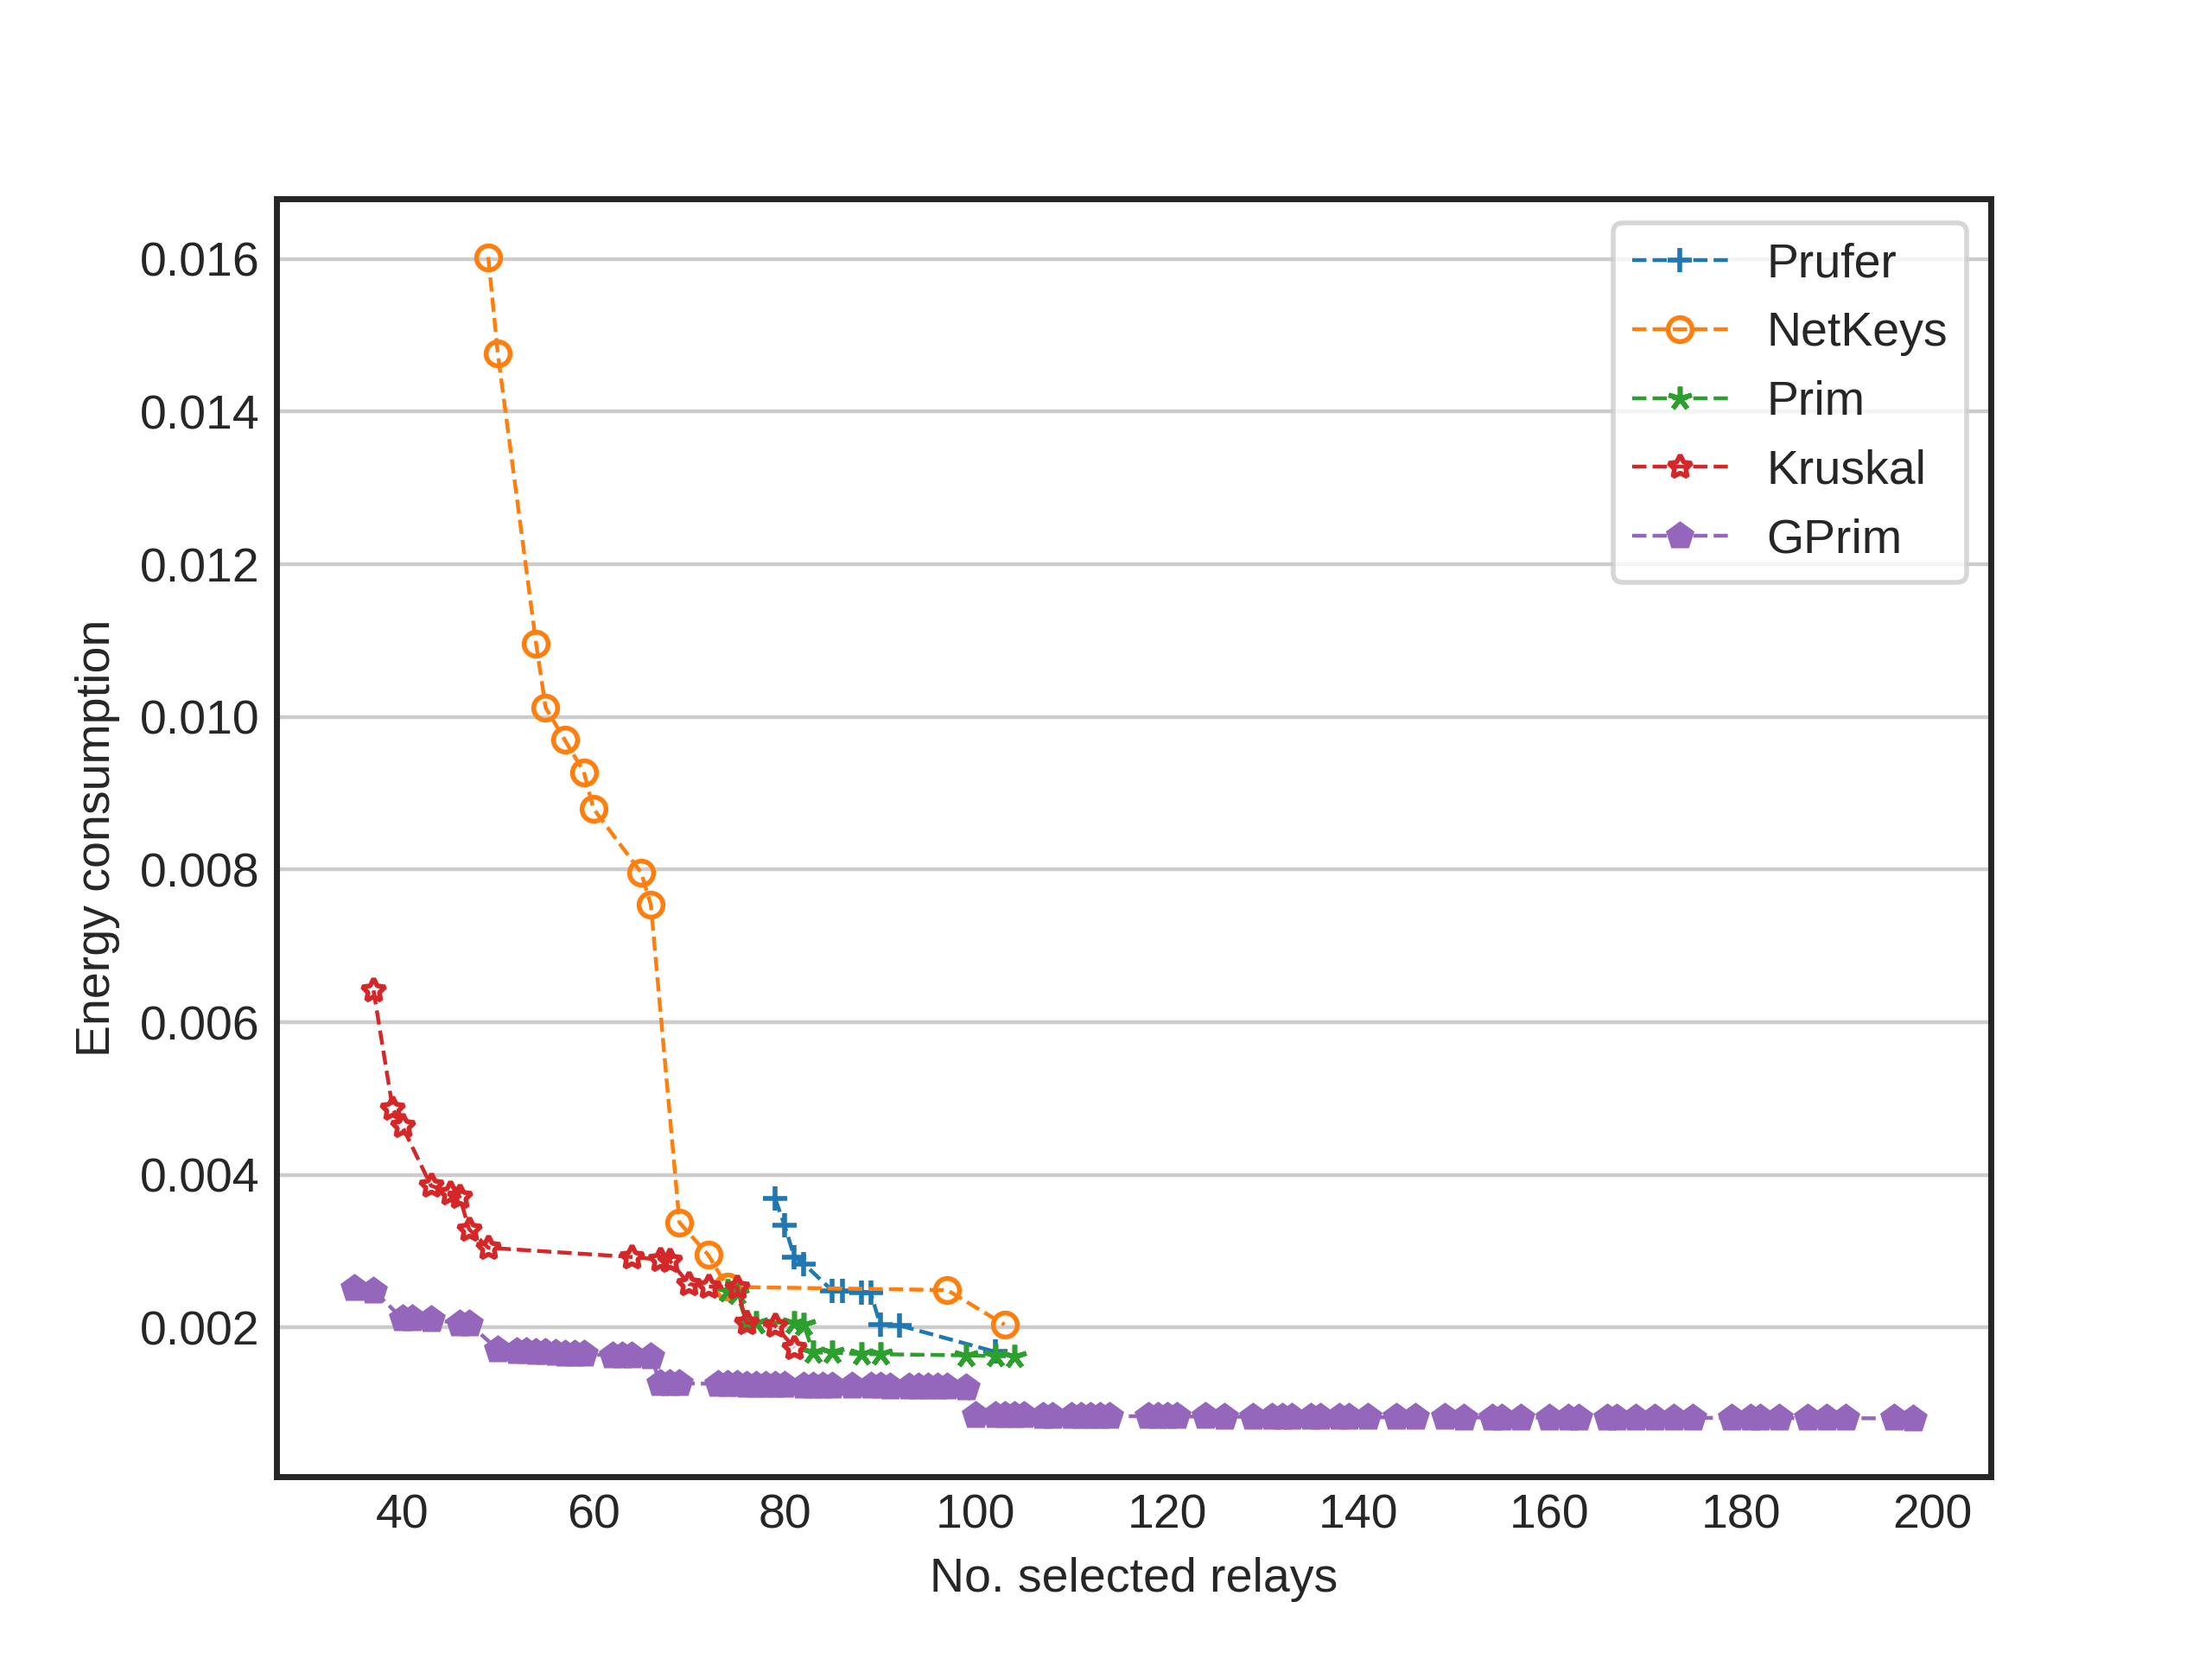 Prufer
NetKeys
Prim
Kruskal
GPrim
0.016
0.014
0.012
0.010
0.008
0.006
0.004
0.002
Energy consumption
40 60 80 100 120 140 160 180 200
No. selected relays